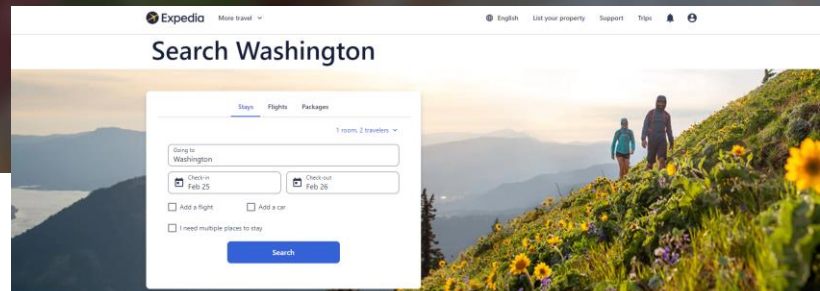 Expedia More travel English List your property Support Trips
Search Washington
Stays Flights Packages
1 room, 2 travelers
Going to
Washington
Check-in Check-out
Feb 25 Feb 26
Add a flight Add a car
I need multiple places to stay
Search